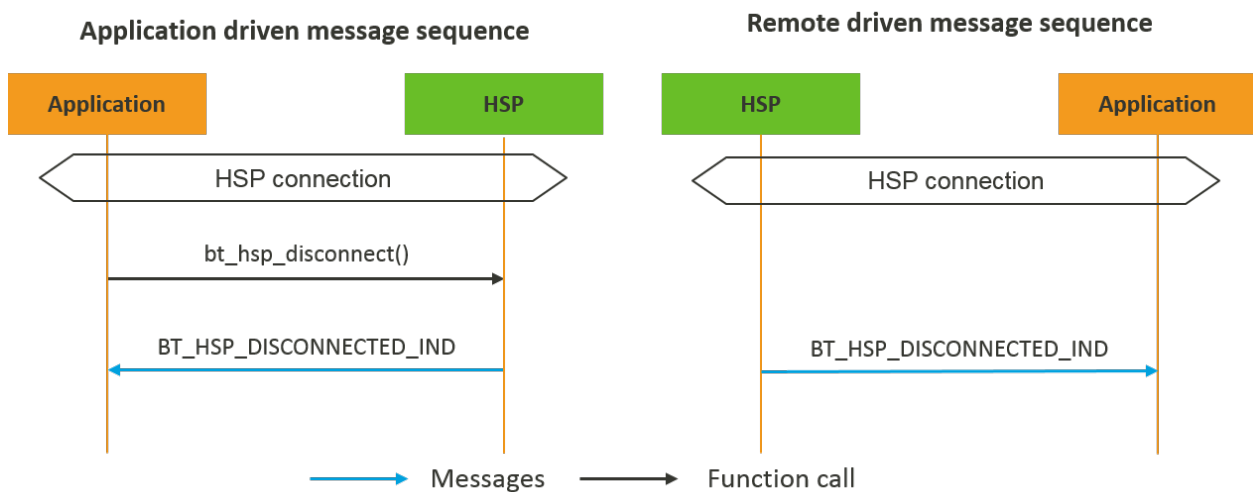 Application driven message sequence
Remote driven message sequence
Application
HSP
HSP
Application
HSP connection
HSP connection
bt_hsp_disconnect()
BT_HSP_DISCONNECTED_IND
BT_HSP_DISCONNECTED_IND
Messages
Function call